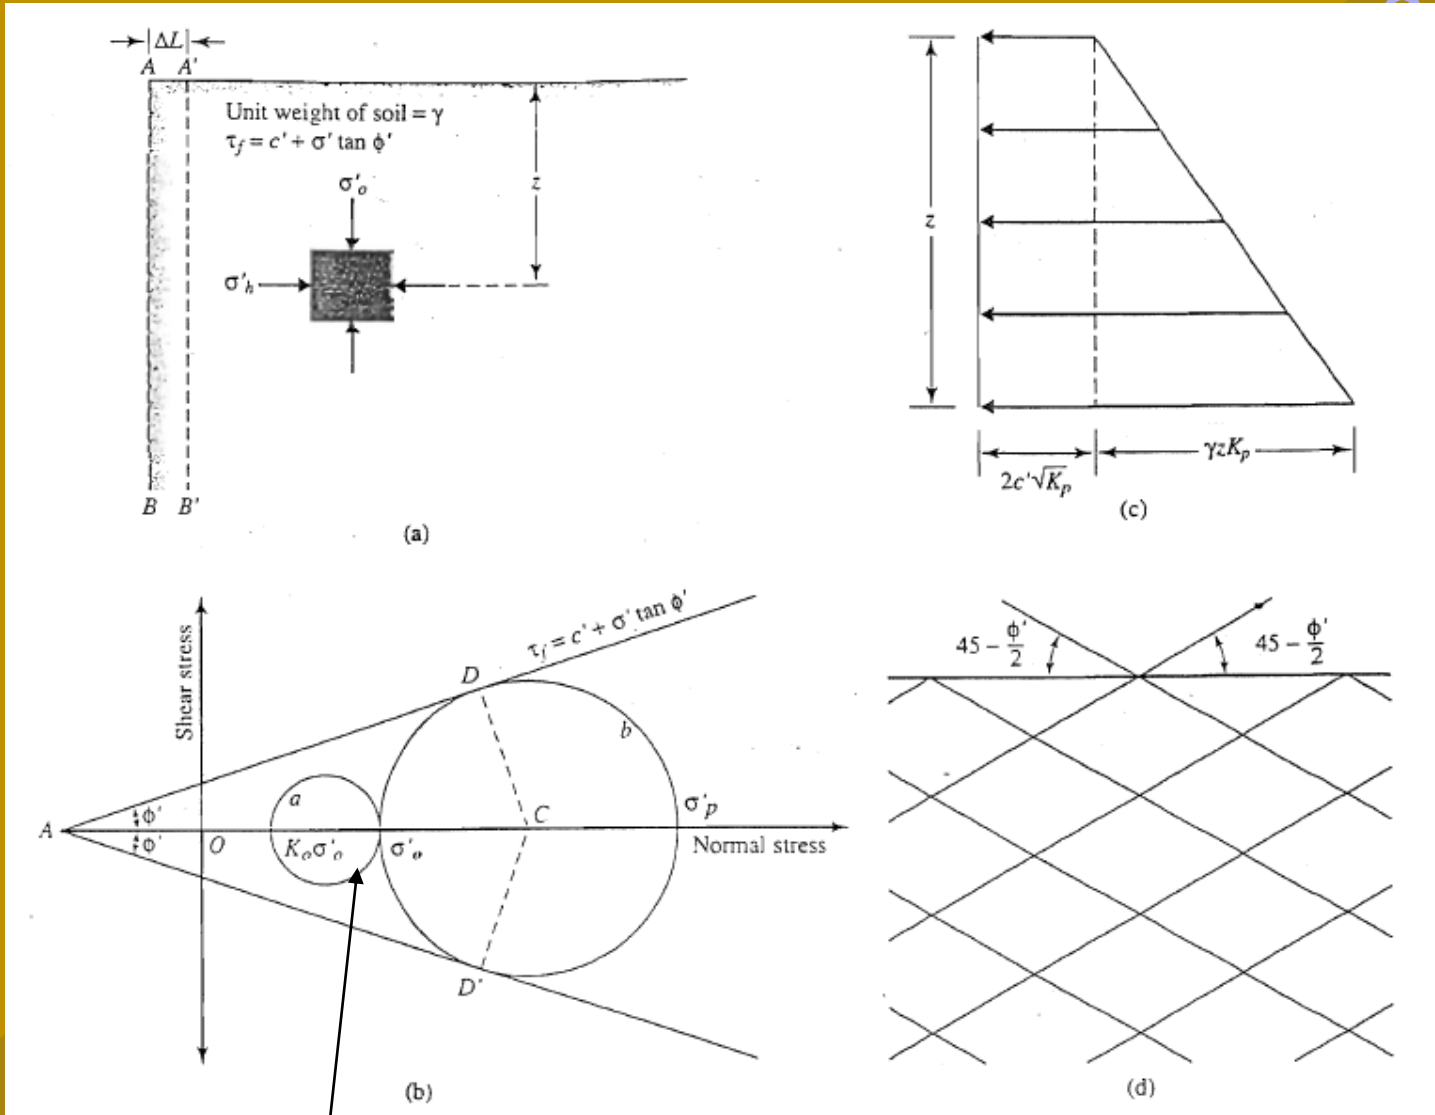 ΔL
A A'
Unit weight of soil = γ
τf = c' + σ' tan ϕ'
σ'o
z
σ'h
B B'
(a)
z
γzKp
2c'√Kp
(c)
Shear stress
τf = c' + σ' tan ϕ'
D
b
a
A
ϕ'
ϕ'
O
Koσ'o
σ'o
C
σ'p
Normal stress
D'
(b)
45 − ϕ'/2
45 − ϕ'/2
(d)